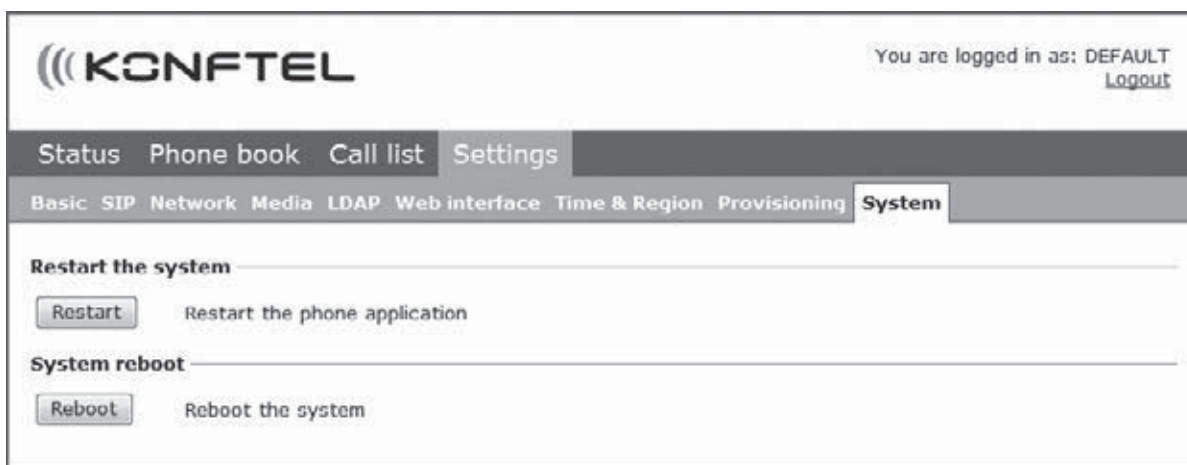 KONFTEL
You are logged in as: DEFAULT
Logout
Status Phone book Call list Settings
Basic SIP Network Media LDAP Web interface Time & Region Provisioning System
Restart the system
Restart Restart the phone application
System reboot
Reboot Reboot the system